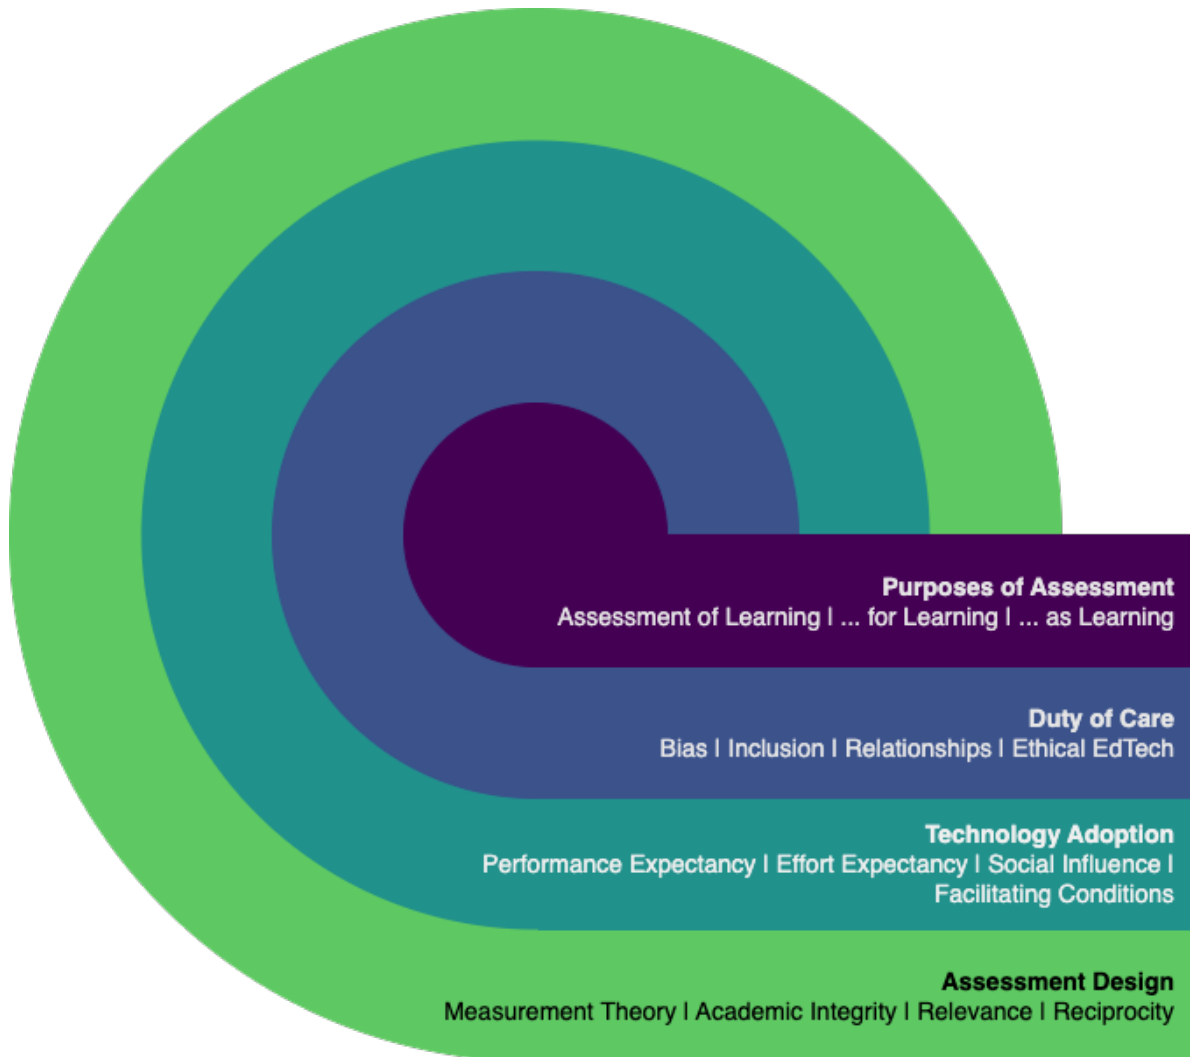 Purposes of Assessment
Assessment of Learning | ... for Learning | ... as Learning
Duty of Care
Bias | Inclusion | Relationships | Ethical EdTech
Technology Adoption
Performance Expectancy | Effort Expectancy | Social Influence |
Facilitating Conditions
Assessment Design
Measurement Theory | Academic Integrity | Relevance | Reciprocity